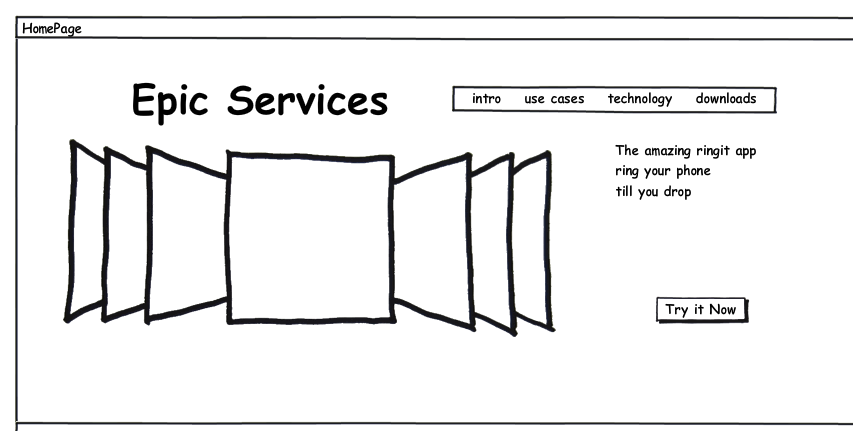 HomePage
Epic Services
intro use cases technology downloads
The amazing ringit app
ring your phone
till you drop
Try it Now